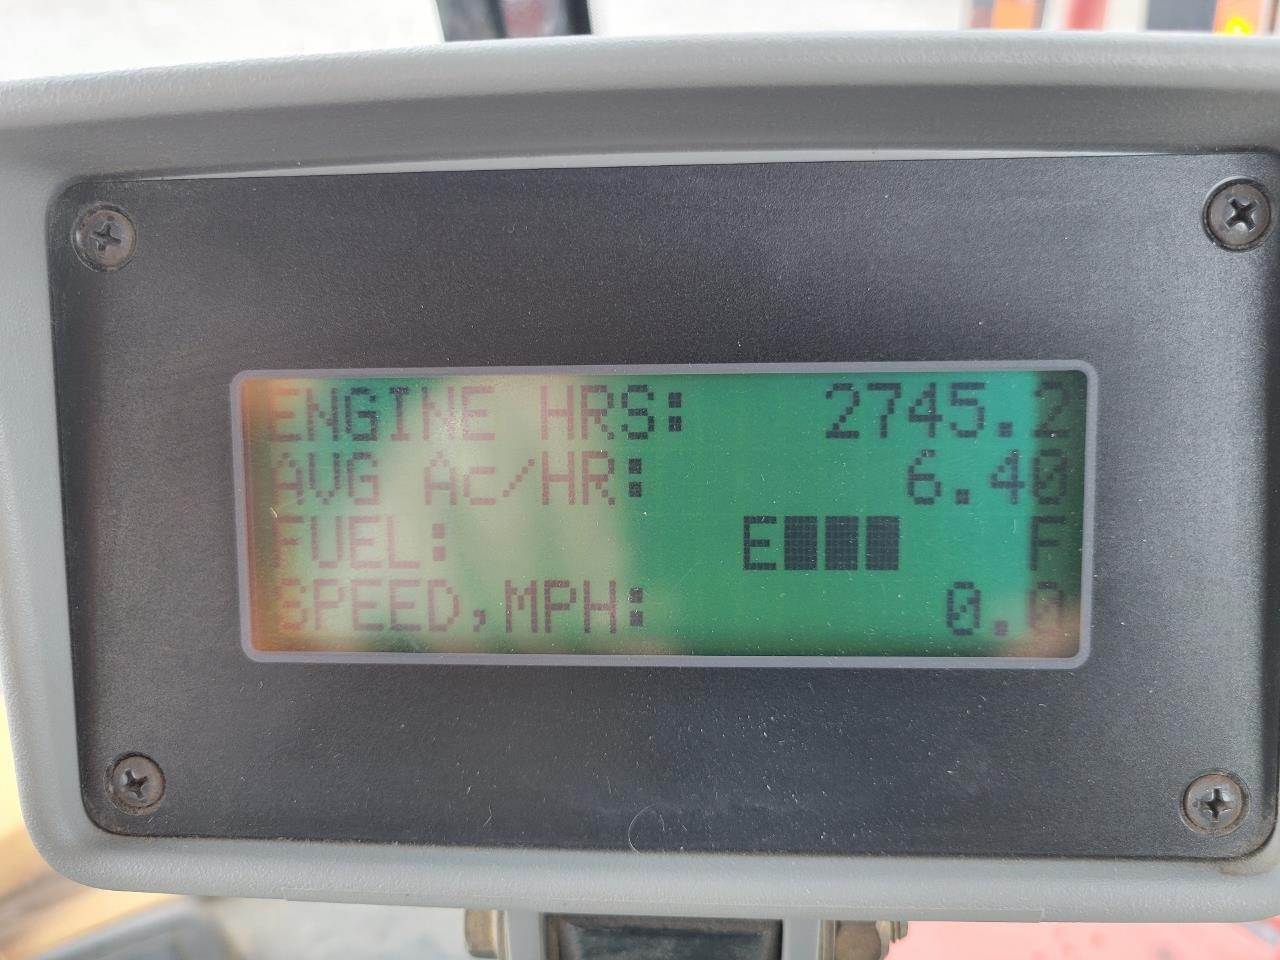 ENGINE HRS: 2745.2
AVG Ac/HR: 6.40
FUEL: E███ F
SPEED,MPH: 0.0